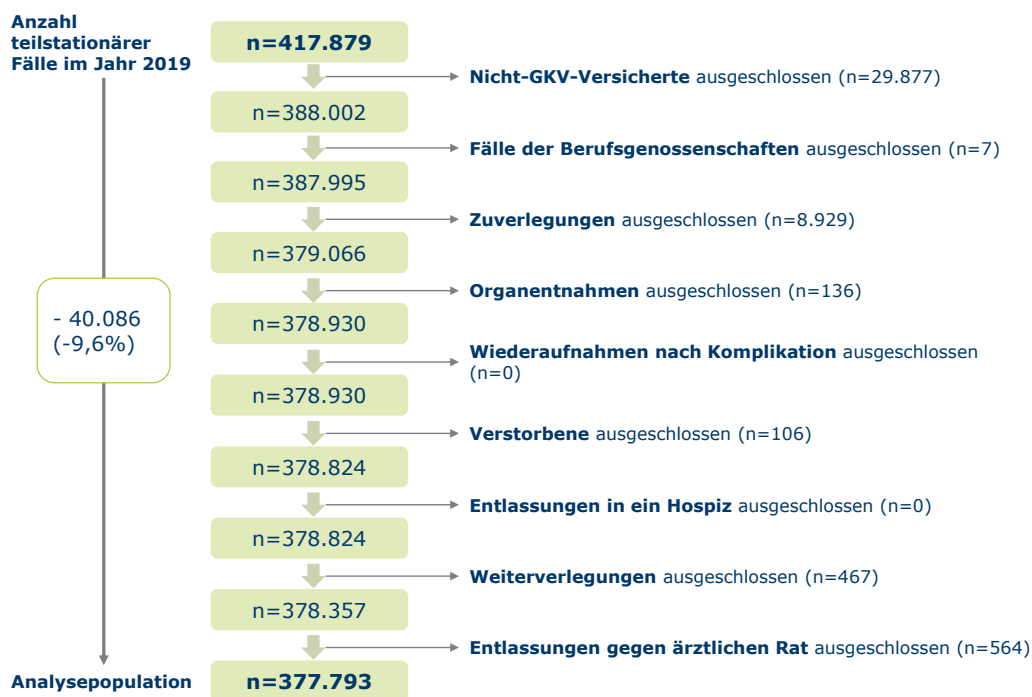 Anzahl
teilstationärer
Fälle im Jahr 2019
n=417.879
Nicht-GKV-Versicherte ausgeschlossen (n=29.877)
n=388.002
Fälle der Berufsgenossenschaften ausgeschlossen (n=7)
n=387.995
Zuverlegungen ausgeschlossen (n=8.929)
n=379.066
Organentnahmen ausgeschlossen (n=136)
- 40.086
(-9,6%)
n=378.930
Wiederaufnahmen nach Komplikation ausgeschlossen
(n=0)
n=378.930
Verstorbene ausgeschlossen (n=106)
n=378.824
Entlassungen in ein Hospiz ausgeschlossen (n=0)
n=378.824
Weiterverlegungen ausgeschlossen (n=467)
n=378.357
Entlassungen gegen ärztlichen Rat ausgeschlossen (n=564)
Analysepopulation
n=377.793